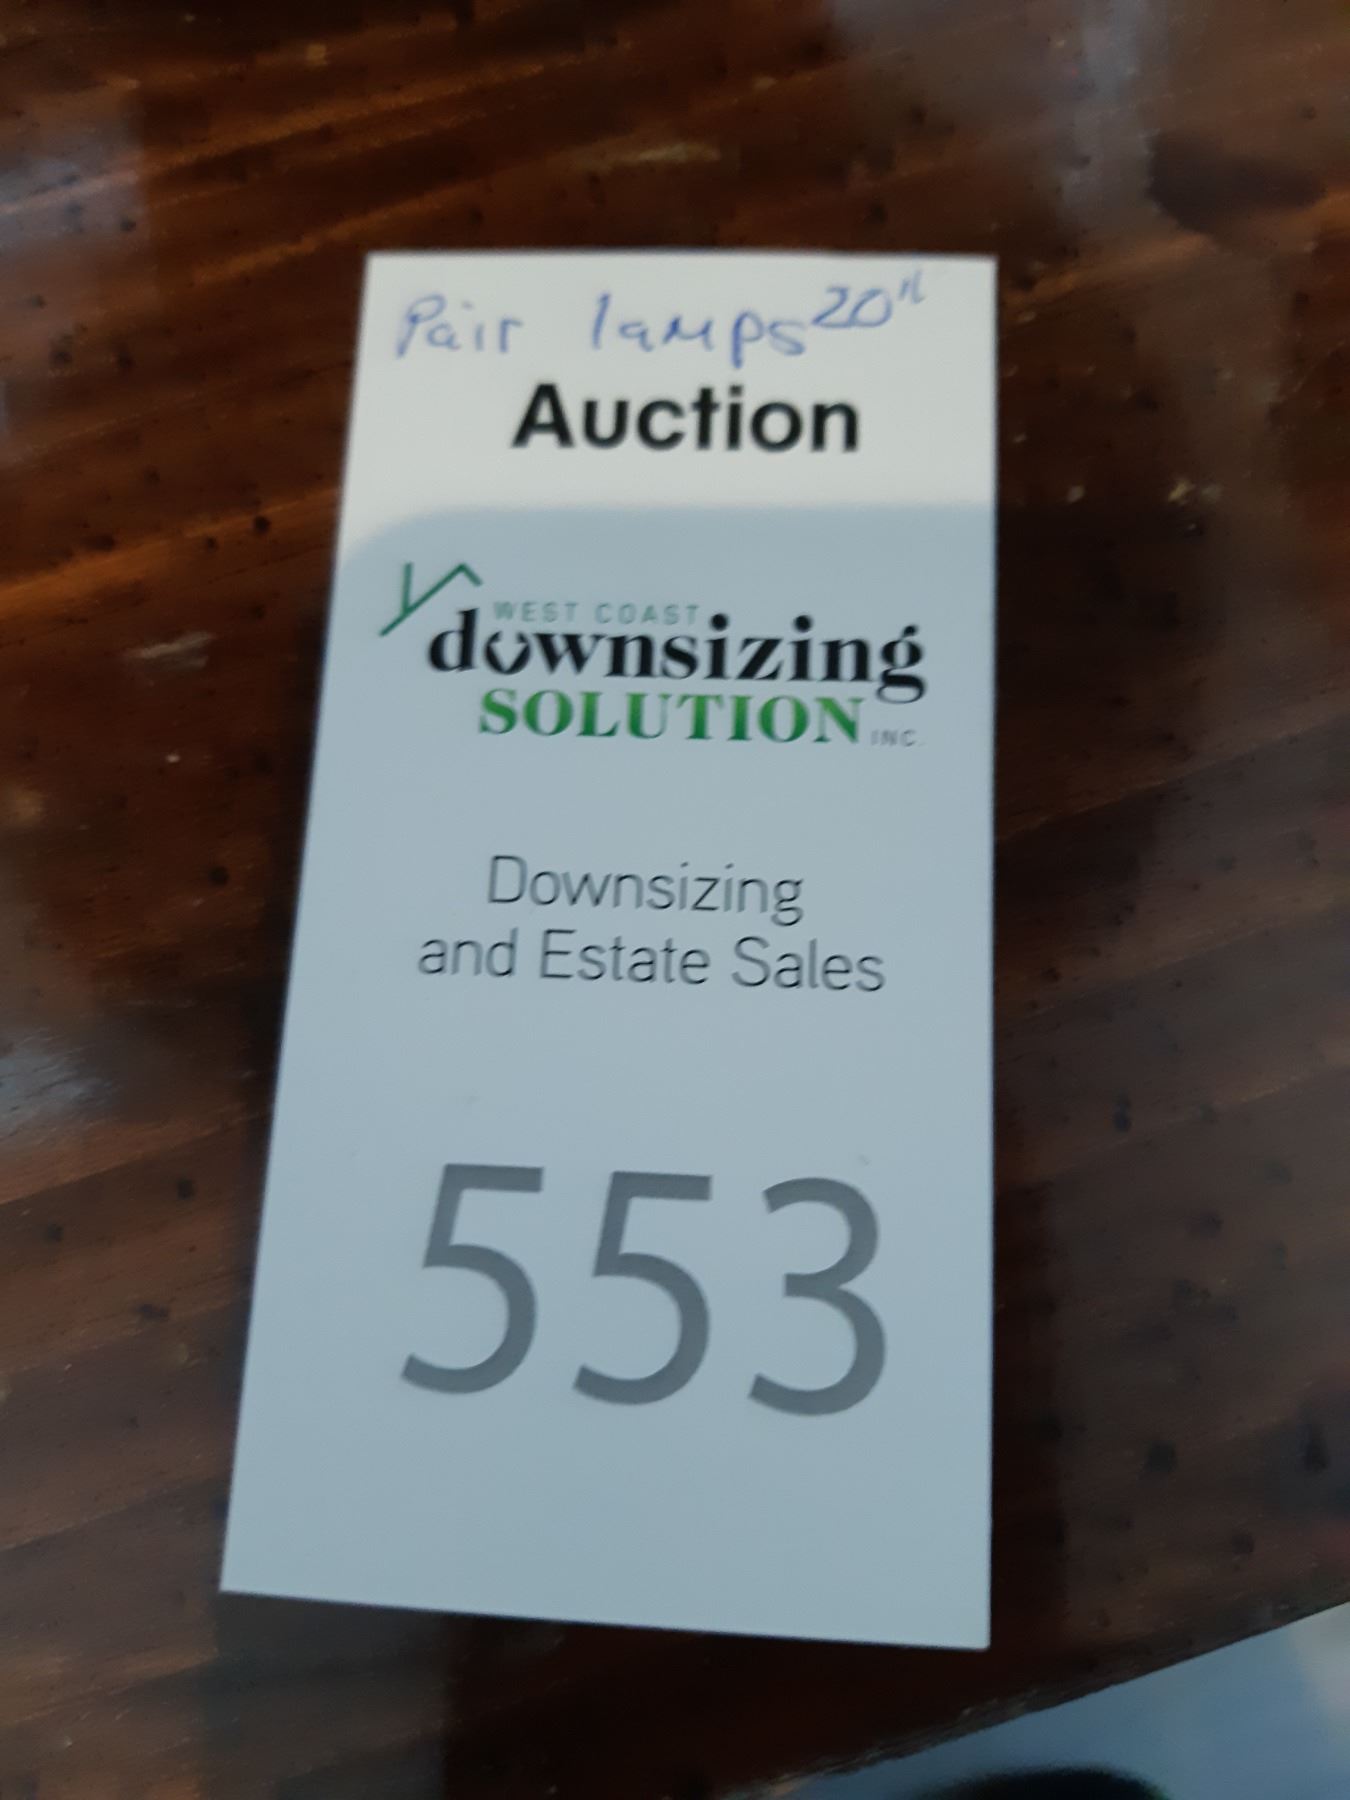 Pair lamps 20"
Auction
WEST COAST
downsizing
SOLUTION INC.
Downsizing
and Estate Sales
553